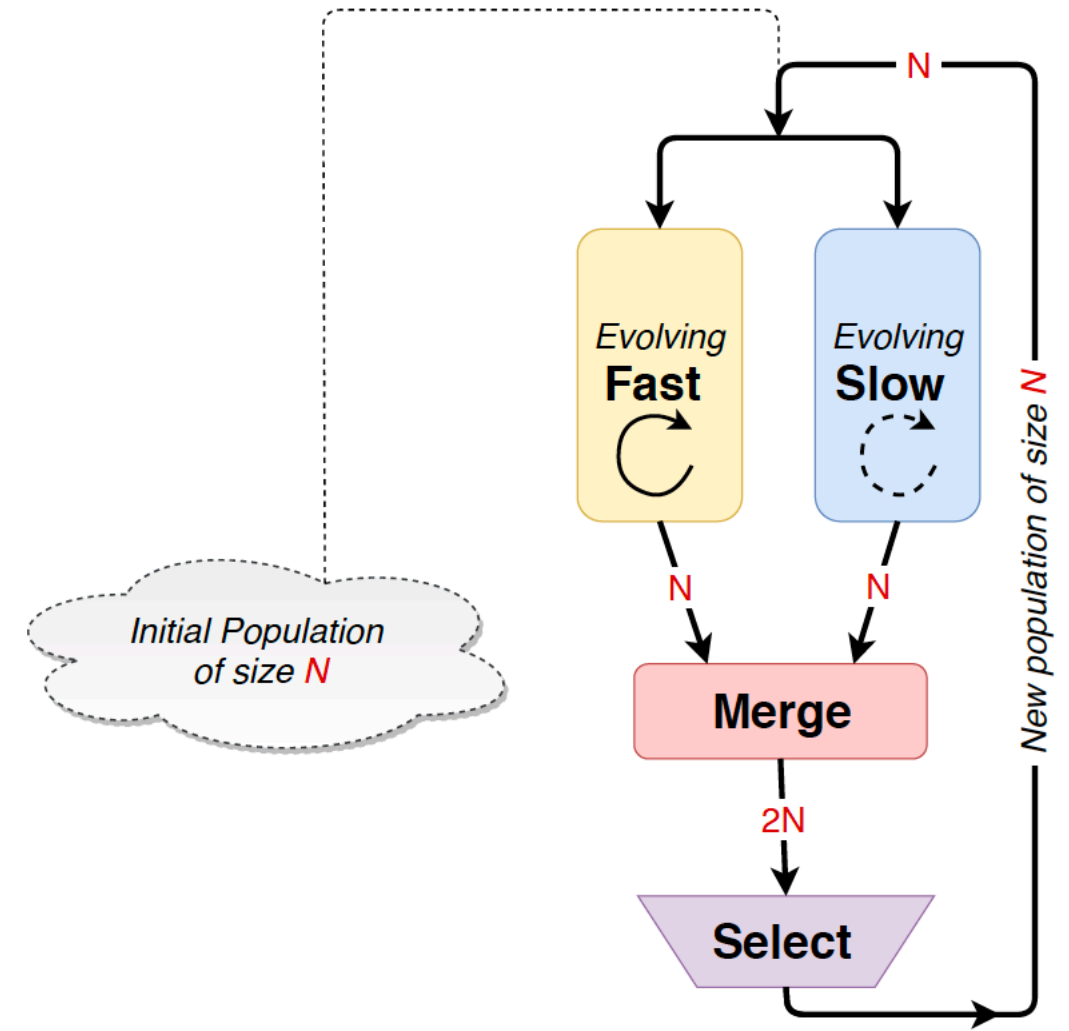 N
Evolving
Fast
Evolving
Slow
N
N
Initial Population
of size N
Merge
2N
Select
New population of size N